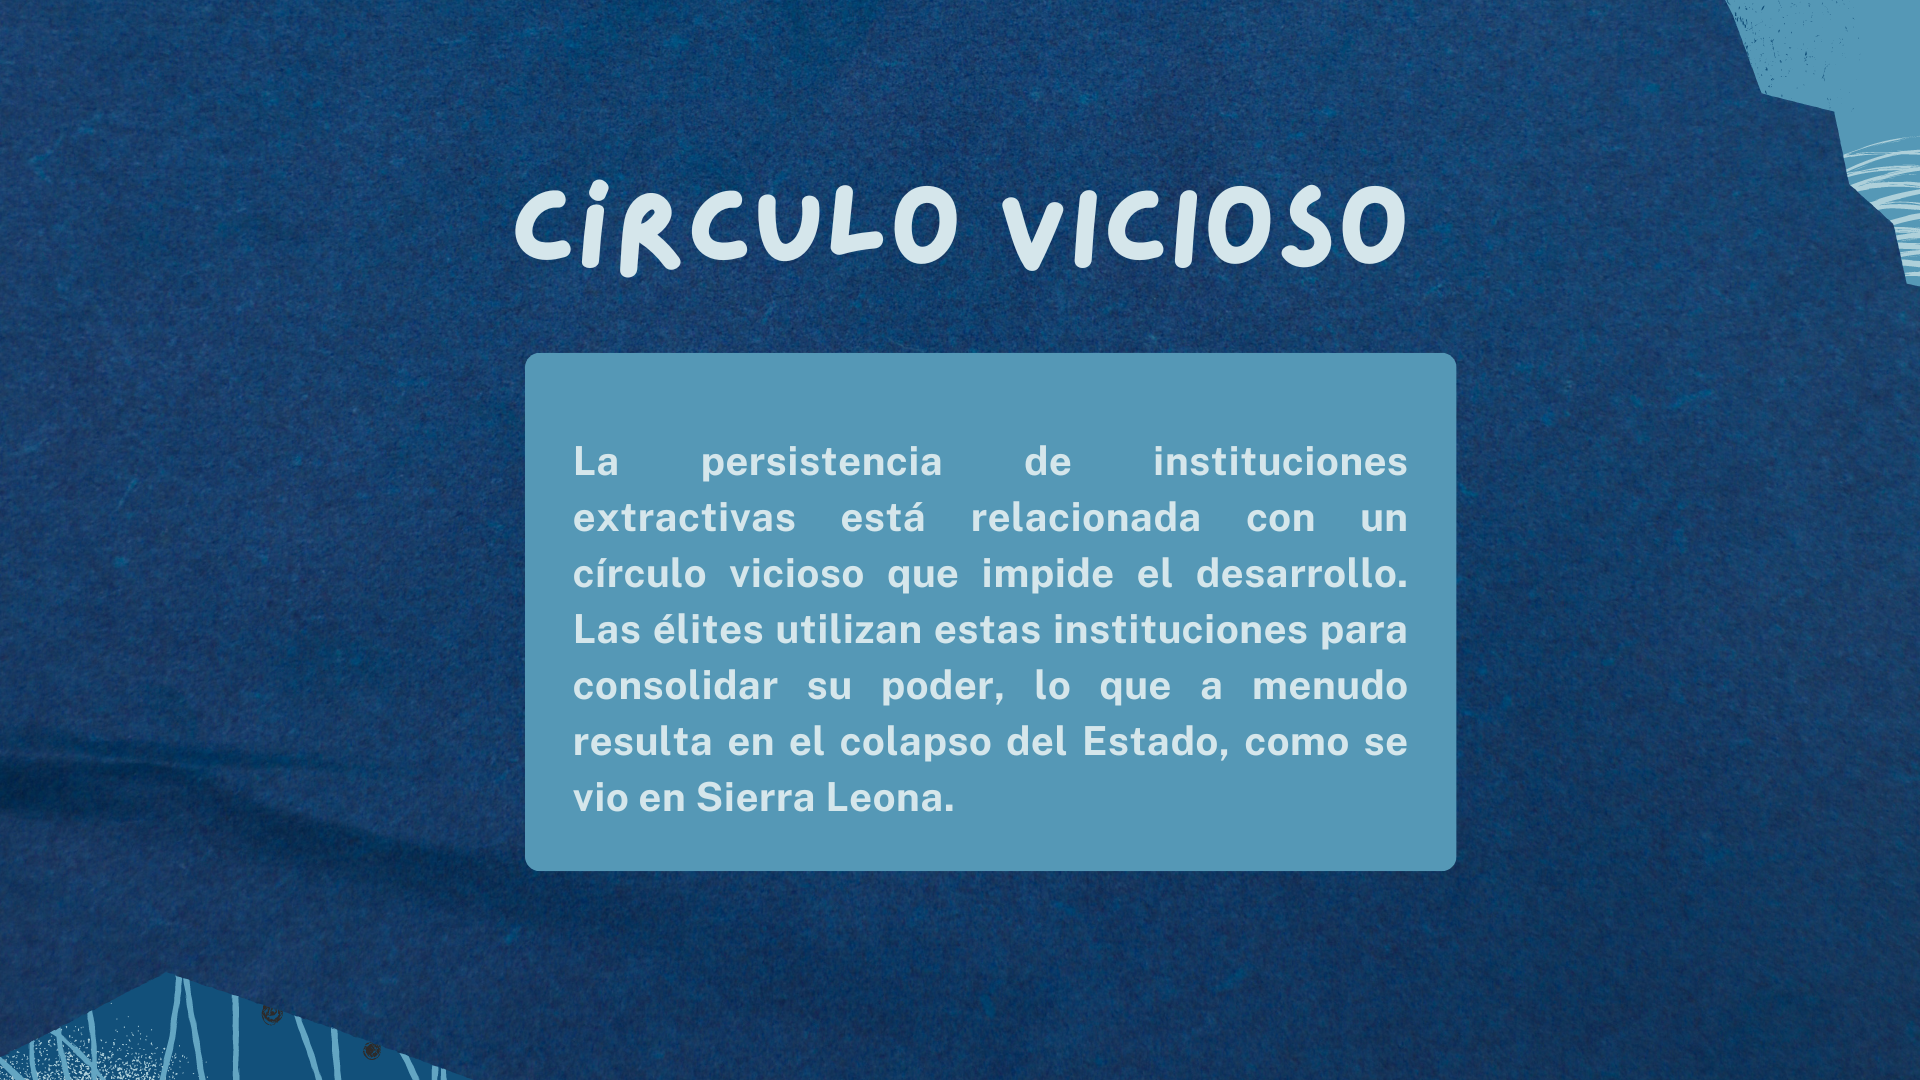 CÍRCULO VICIOSO
La persistencia de instituciones
extractivas está relacionada con un
círculo vicioso que impide el desarrollo.
Las élites utilizan estas instituciones para
consolidar su poder, lo que a menudo
resulta en el colapso del Estado, como se
vio en Sierra Leona.